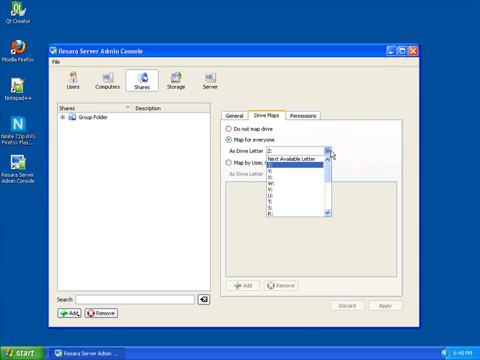 Qt Creator
Mozilla Firefox
Notepad++
Ninite 7Zip AVG
Firefox Flas...
Resara Server
Admin Console
Resara Server Admin Console
File
Users
Computers
Shares
Storage
Server
Shares
Description
Group Folder
General
Drive Maps
Permissions
Do not map drive
Map for everyone
As Drive Letter
Z:
Next Available Letter
Z:
Y:
X:
W:
V:
U:
T:
S:
R:
Map by User,
As Drive Letter
Add
Remove
Search
Add
Remove
Discard
Apply
start
Resara Server Admin ...
6:48 PM